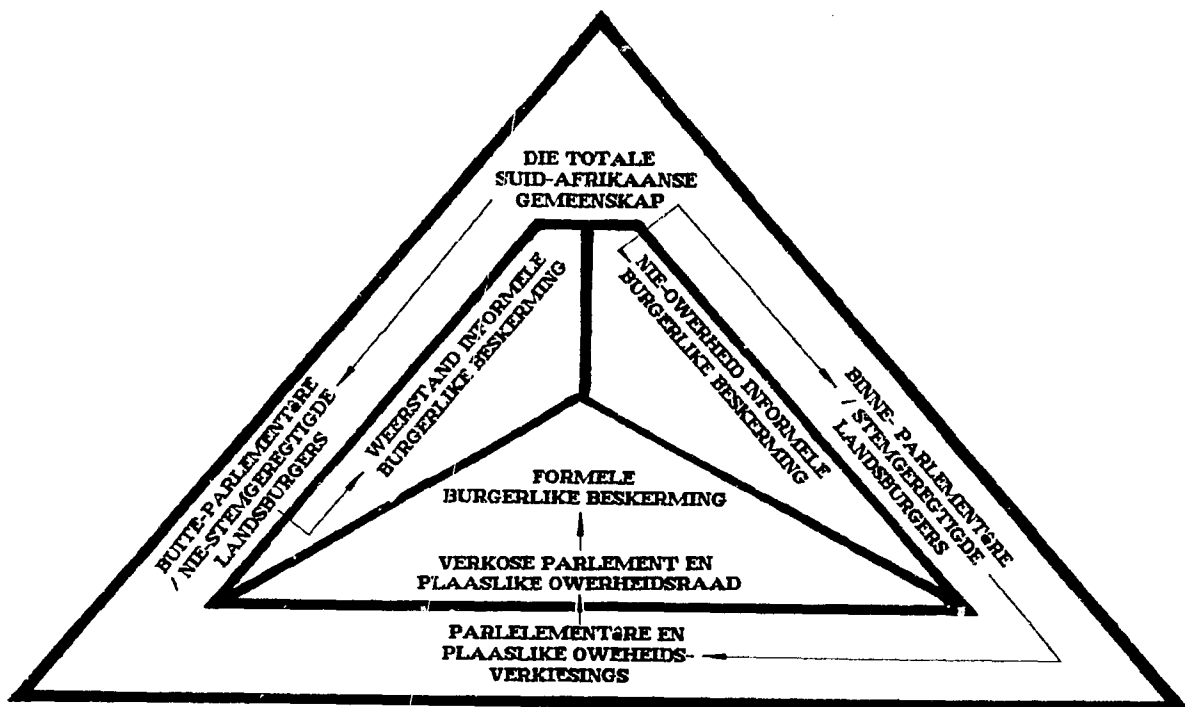 DIE TOTALE
SUID-AFRIKAANSE
GEMEENSKAP
BUITE-PARLEMENTêRE
/ NIE-STEMGEREGTIGDE
LANDSBURGERS
WEERSTAND INFORMELE
BURGERLIKE BESKERMING
NIE-OWERHEID INFORMELE
BURGERLIKE BESKERMING
BINNE- PARLEMENTêRE
/ STEMGEREGTIGDE
LANDSBURGERS
FORMELE
BURGERLIKE BESKERMING
VERKOSE PARLEMENT EN
PLAASLIKE OWERHEIDSRAAD
PARLELEMENTêRE EN
PLAASLIKE OWEHEIDS-
VERKIESINGS